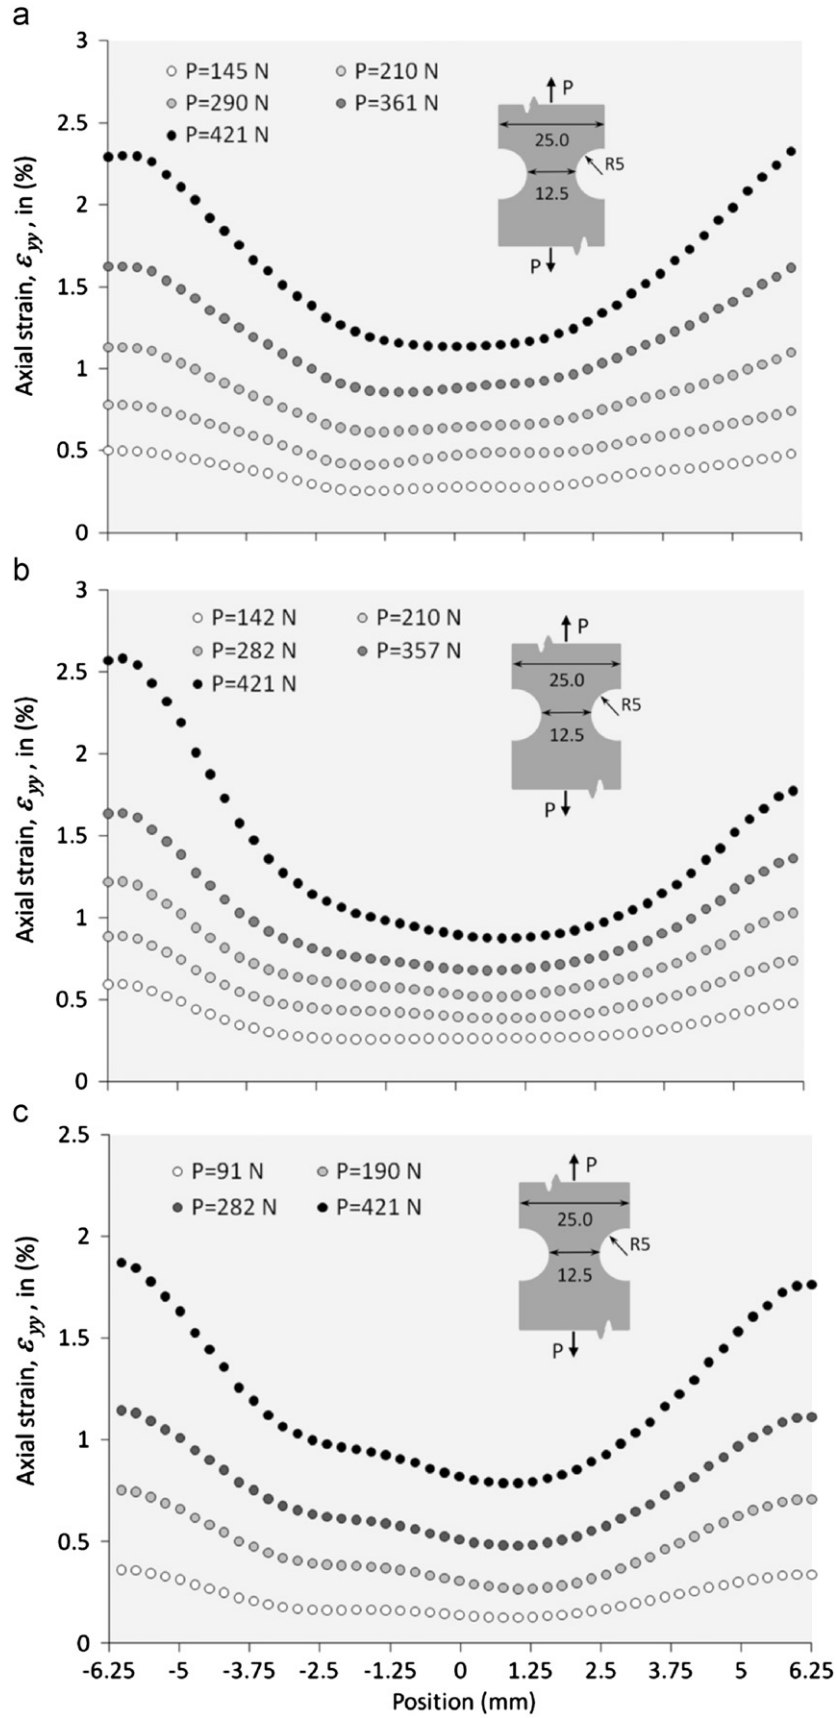 a
3
2.5
2
1.5
1
0.5
0
Axial strain, εyy, in (%)
P=145 N P=210 N
P=290 N P=361 N
P=421 N
P
25.0
R5
12.5
P
b
3
2.5
2
1.5
1
0.5
0
Axial strain, εyy, in (%)
P=142 N P=210 N
P=282 N P=357 N
P=421 N
P
25.0
R5
12.5
P
c
2.5
2
1.5
1
0.5
0
Axial strain, εyy, in (%)
P=91 N P=190 N
P=282 N P=421 N
P
25.0
R5
12.5
P
-6.25 -5 -3.75 -2.5 -1.25 0 1.25 2.5 3.75 5 6.25
Position (mm)